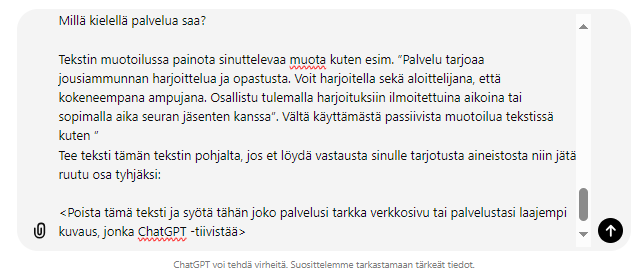 Millä kielellä palvelua saa?
Tekstin muotoilussa painota sinuttelevaa muota kuten esim. "Palvelu tarjoaa
jousiammunnan harjoittelua ja opastusta. Voit harjoitella sekä aloittelijana, että
kokeneempana ampujana. Osallistu tulemalla harjoituksiin ilmoitettuina aikoina tai
sopimalla aika seuran jäsenten kanssa". Vältä käyttämästä passiivista muotoilua tekstissä
kuten "
Tee teksti tämän tekstin pohjalta, jos et löydä vastausta sinulle tarjotusta aineistosta niin jätä
ruutu osa tyhjäksi:
<Poista tämä teksti ja syötä tähän joko palvelusi tarkka verkkosivu tai palvelustasi laajempi
kuvaus, jonka ChatGPT -tiivistää>
ChatGPT voi tehdä virheitä. Suosittelemme tarkastamaan tärkeät tiedot.